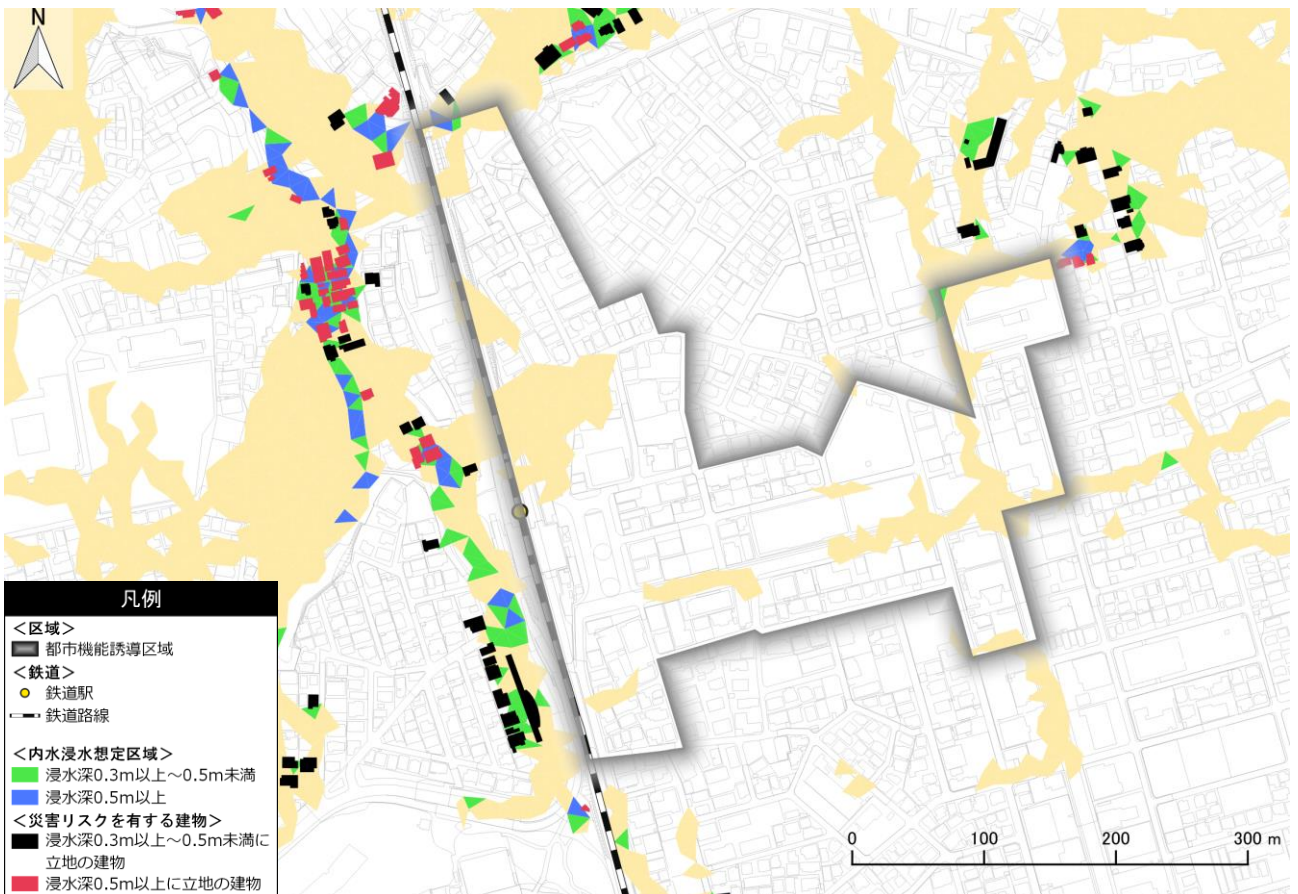 N
凡例
＜区域＞
都市機能誘導区域
＜鉄道＞
鉄道駅
鉄道路線
＜内水浸水想定区域＞
浸水深0.3m以上～0.5m未満
浸水深0.5m以上
＜災害リスクを有する建物＞
浸水深0.3m以上～0.5m未満に
立地の建物
浸水深0.5m以上に立地の建物
0 100 200 300 m